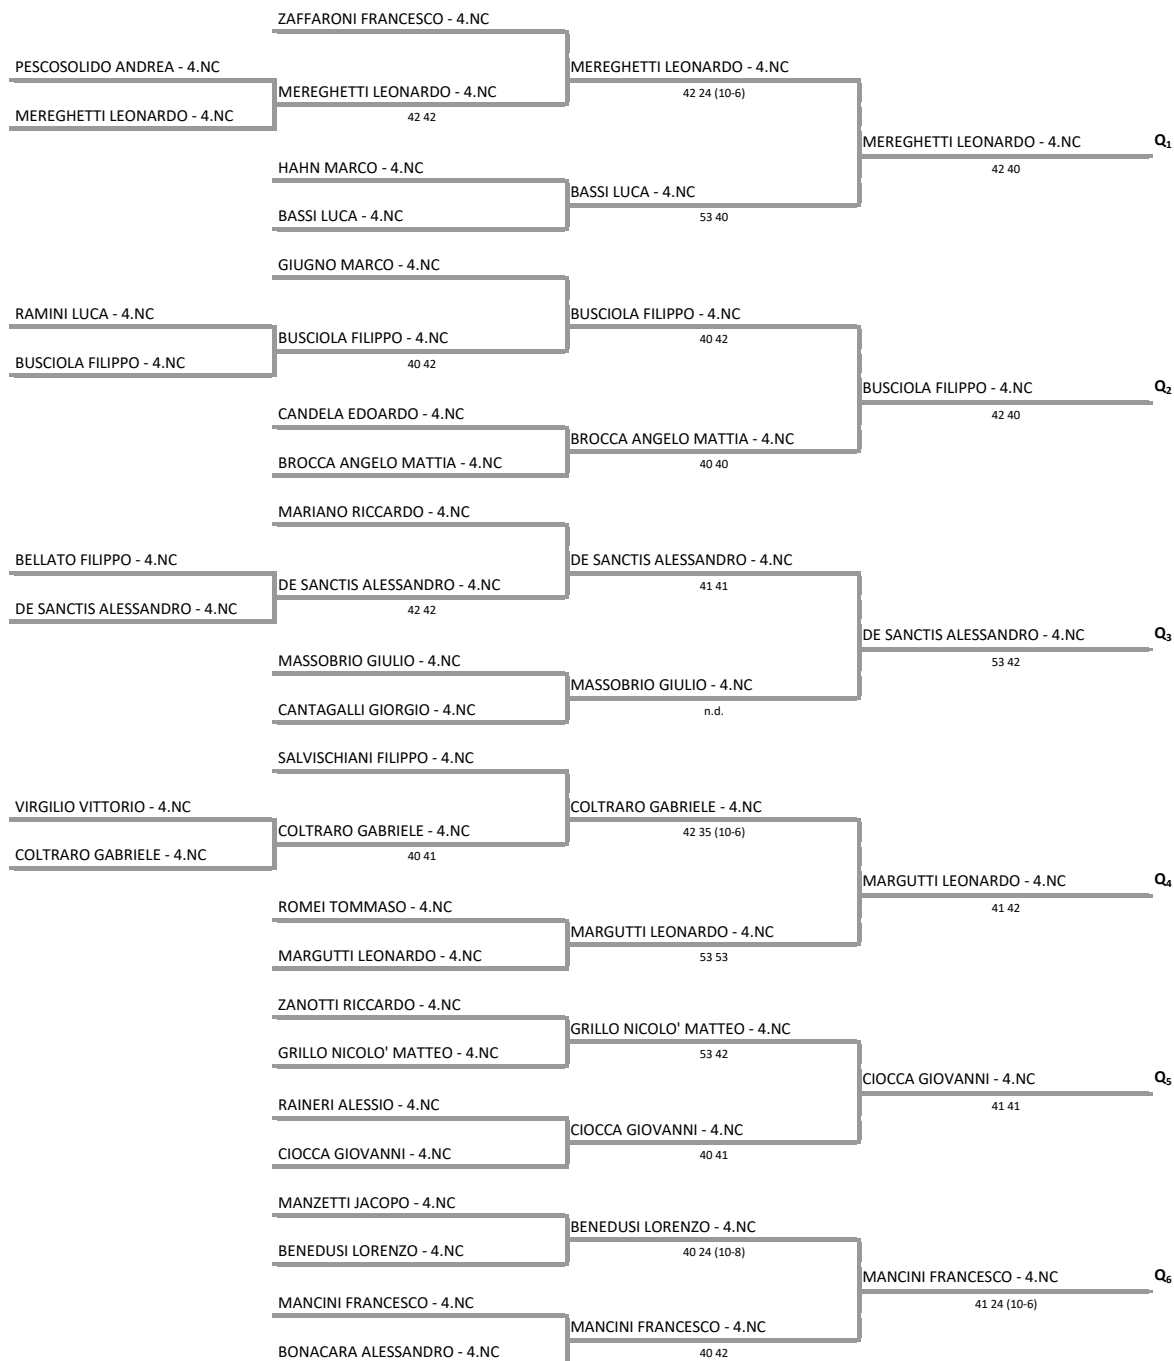 ZAFFARONI FRANCESCO - 4.NC
PESCOSOLIDO ANDREA - 4.NC
MEREGHETTI LEONARDO - 4.NC
MEREGHETTI LEONARDO - 4.NC
42 24 (10-6)
MEREGHETTI LEONARDO - 4.NC
42 42
MEREGHETTI LEONARDO - 4.NC
Q1
42 40
HAHN MARCO - 4.NC
BASSI LUCA - 4.NC
53 40
BASSI LUCA - 4.NC
GIUGNO MARCO - 4.NC
RAMINI LUCA - 4.NC
BUSCIOLA FILIPPO - 4.NC
BUSCIOLA FILIPPO - 4.NC
40 42
BUSCIOLA FILIPPO - 4.NC
40 42
BUSCIOLA FILIPPO - 4.NC
Q2
42 40
CANDELA EDOARDO - 4.NC
BROCCA ANGELO MATTIA - 4.NC
40 40
BROCCA ANGELO MATTIA - 4.NC
MARIANO RICCARDO - 4.NC
BELLATO FILIPPO - 4.NC
DE SANCTIS ALESSANDRO - 4.NC
DE SANCTIS ALESSANDRO - 4.NC
41 41
DE SANCTIS ALESSANDRO - 4.NC
42 42
DE SANCTIS ALESSANDRO - 4.NC
Q3
53 42
MASSOBRIO GIULIO - 4.NC
MASSOBRIO GIULIO - 4.NC
n.d.
CANTAGALLI GIORGIO - 4.NC
SALVISCHIANI FILIPPO - 4.NC
VIRGILIO VITTORIO - 4.NC
COLTRARO GABRIELE - 4.NC
COLTRARO GABRIELE - 4.NC
42 35 (10-6)
COLTRARO GABRIELE - 4.NC
40 41
MARGUTTI LEONARDO - 4.NC
Q4
41 42
ROMEI TOMMASO - 4.NC
MARGUTTI LEONARDO - 4.NC
53 53
MARGUTTI LEONARDO - 4.NC
ZANOTTI RICCARDO - 4.NC
GRILLO NICOLO' MATTEO - 4.NC
53 42
GRILLO NICOLO' MATTEO - 4.NC
CIOCCA GIOVANNI - 4.NC
Q5
41 41
RAINERI ALESSIO - 4.NC
CIOCCA GIOVANNI - 4.NC
40 41
CIOCCA GIOVANNI - 4.NC
MANZETTI JACOPO - 4.NC
BENEDUSI LORENZO - 4.NC
40 24 (10-8)
BENEDUSI LORENZO - 4.NC
MANCINI FRANCESCO - 4.NC
Q6
41 24 (10-6)
MANCINI FRANCESCO - 4.NC
MANCINI FRANCESCO - 4.NC
40 42
BONACARA ALESSANDRO - 4.NC